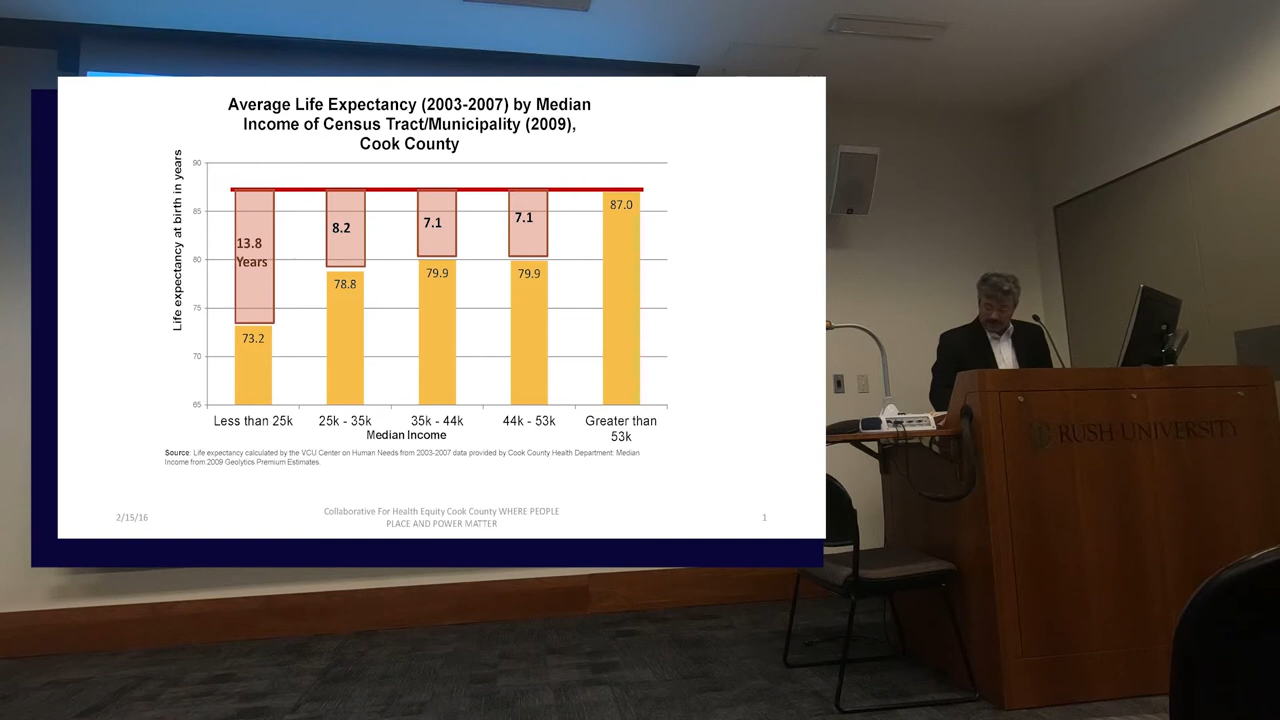 Average Life Expectancy (2003-2007) by Median
Income of Census Tract/Municipality (2009),
Cook County
Life expectancy at birth in years
90
85
80
75
70
65
13.8
Years
8.2
7.1
7.1
87.0
73.2
78.8
79.9
79.9
Less than 25k
25k - 35k
35k - 44k
44k - 53k
Greater than
53k
Median Income
Source: Life expectancy calculated by the VCU Center on Human Needs from 2003-2007 data provided by Cook County Health Department: Median
Income from 2009 Geolytics Premium Estimates.
2/15/16
Collaborative For Health Equity Cook County WHERE PEOPLE
PLACE AND POWER MATTER
1
RUSH UNIVERSITY